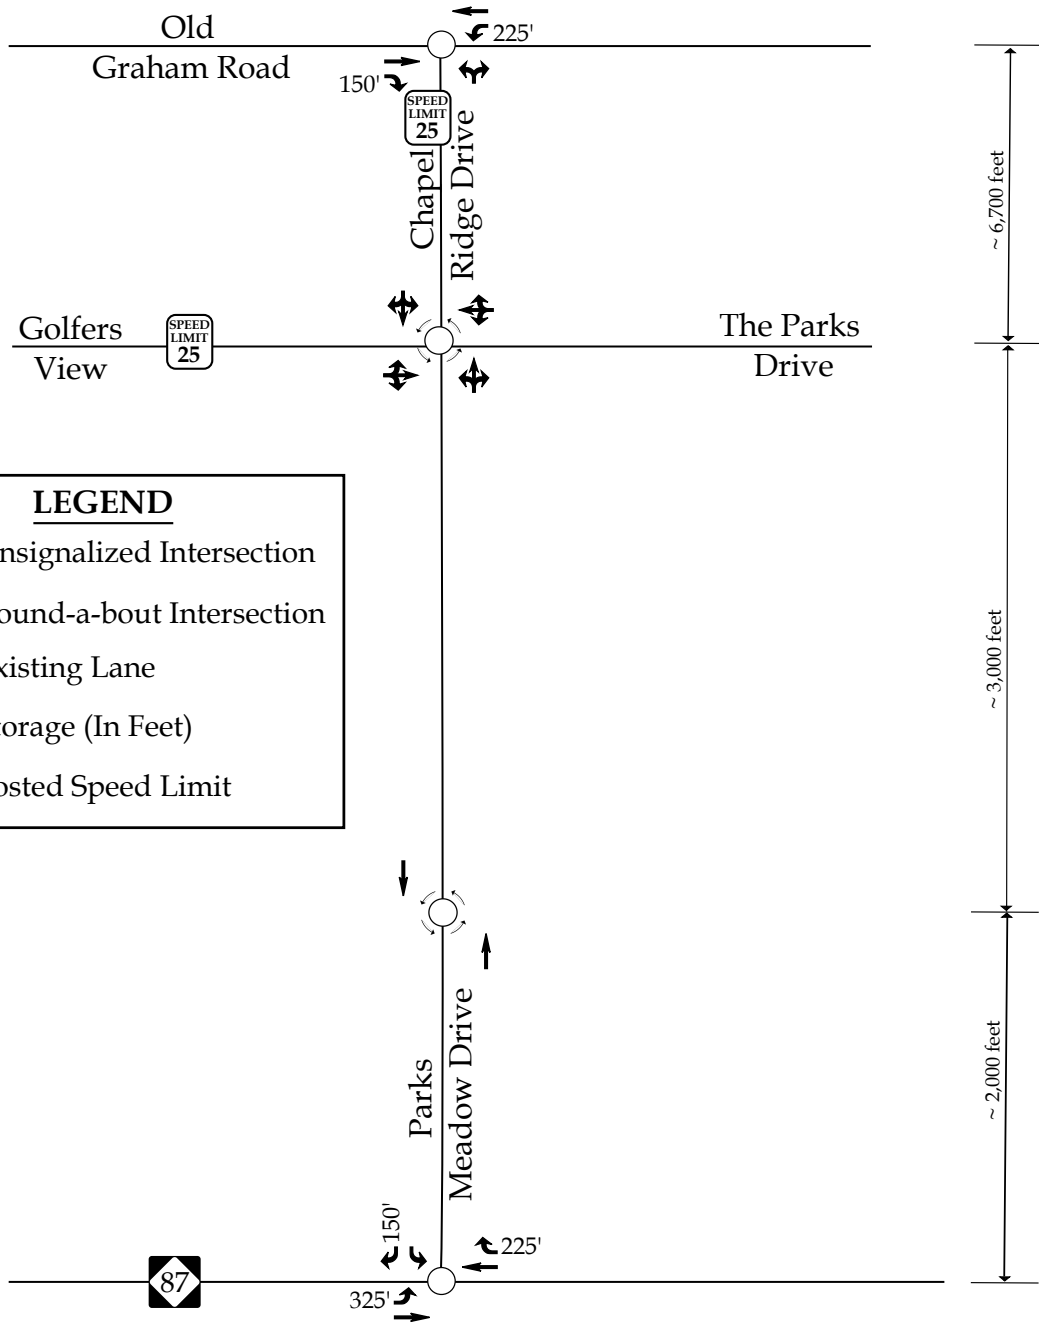 Old
225'
Graham Road
150'
SPEED
LIMIT
25
Chapel
Ridge Drive
~ 6,700 feet
Golfers
View
SPEED
LIMIT
25
The Parks
Drive
LEGEND
nsignalized Intersection
ound-a-bout Intersection
xisting Lane
torage (In Feet)
osted Speed Limit
~ 3,000 feet
Parks
Meadow Drive
~ 2,000 feet
150'
225'
87
325'